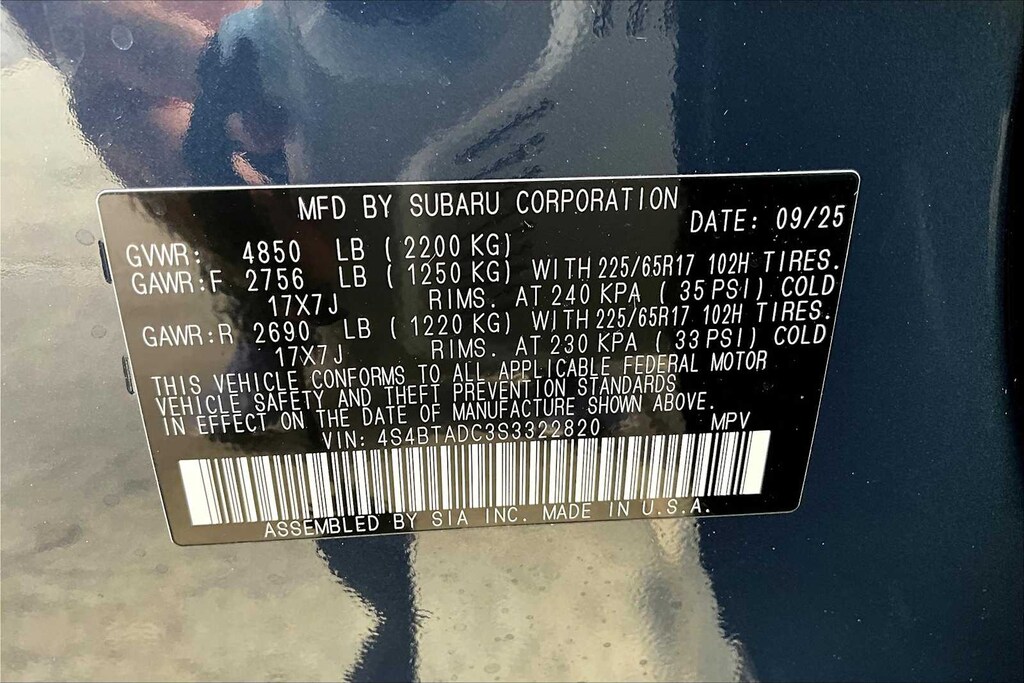 MFD BY SUBARU CORPORATION
DATE: 09/25
GVWR: 4850 LB ( 2200 KG)
GAWR:F 2756 LB ( 1250 KG) WITH 225/65R17 102H TIRES.
17X7J RIMS. AT 240 KPA ( 35 PSI) COLD
GAWR:R 2690 LB ( 1220 KG) WITH 225/65R17 102H TIRES.
17X7J RIMS. AT 230 KPA ( 33 PSI) COLD
THIS VEHICLE CONFORMS TO ALL APPLICABLE FEDERAL MOTOR
VEHICLE SAFETY AND THEFT PREVENTION STANDARDS
IN EFFECT ON THE DATE OF MANUFACTURE SHOWN ABOVE.
VIN: 4S4BTADC3S3322820 MPV
ASSEMBLED BY SIA INC. MADE IN U.S.A.